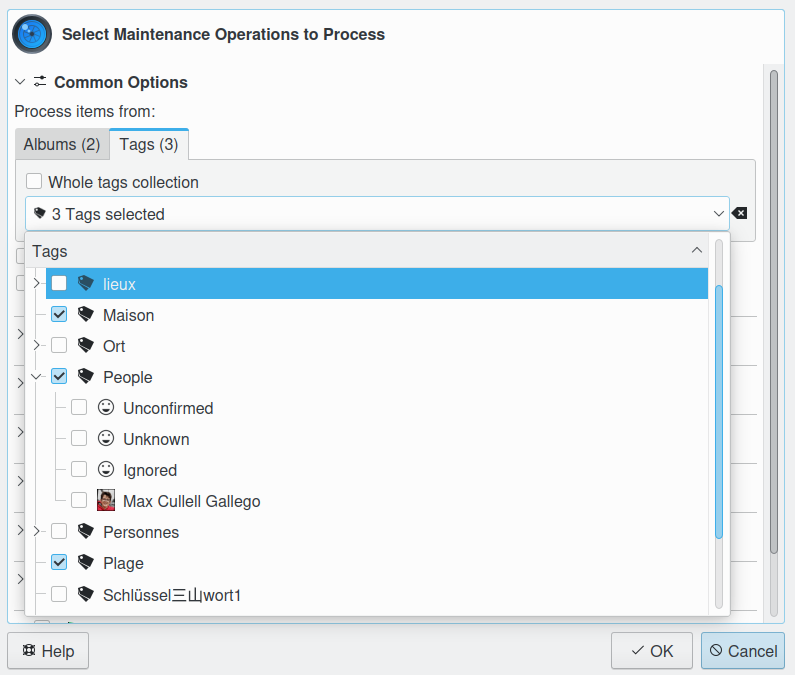 Select Maintenance Operations to Process
Common Options
Process items from:
Albums (2) Tags (3)
Whole tags collection
3 Tags selected
Tags
lieux
Maison
Ort
People
Unconfirmed
Unknown
Ignored
Max Cullell Gallego
Personnes
Plage
Schlüssel三山wort1
Help OK Cancel